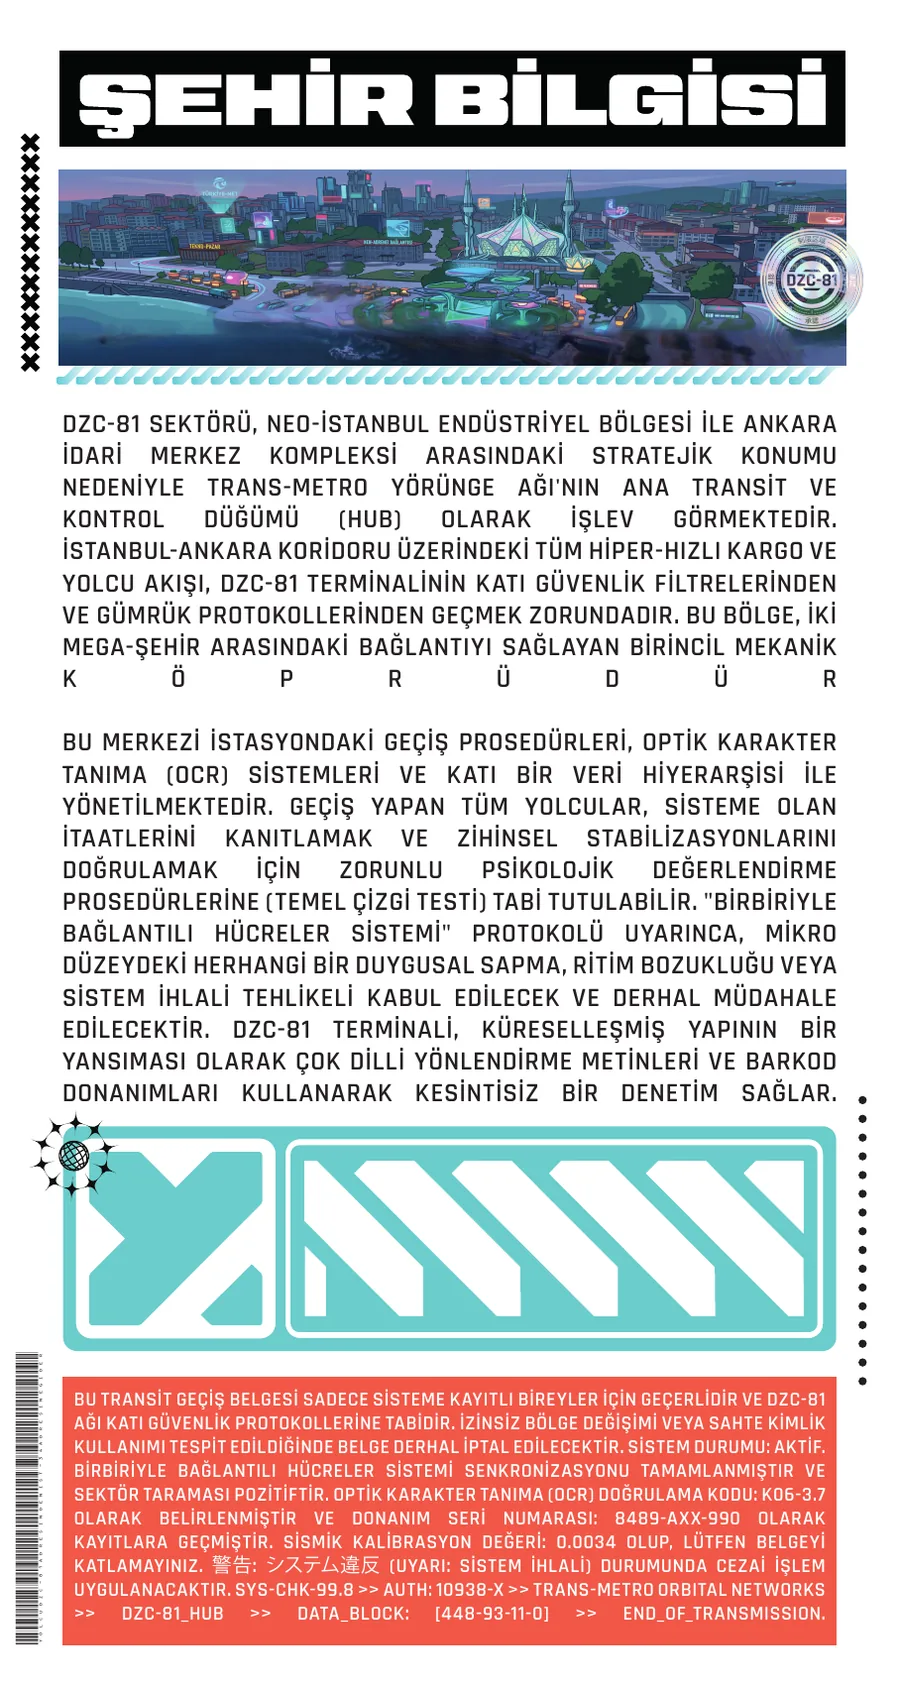 ŞEHİR BİLGİSİ
TÜRKİYE-NET
TEKNO-PAZAR
DZC-81
DZC-81 SEKTÖRÜ, NEO-İSTANBUL ENDÜSTRİYEL BÖLGESİ İLE ANKARA
İDARİ MERKEZ KOMPLEKSİ ARASINDAKİ STRATEJİK KONUMU
NEDENİYLE TRANS-METRO YÖRÜNGE AĞI'NIN ANA TRANSİT VE
KONTROL DÜĞÜMÜ (HUB) OLARAK İŞLEV GÖRMEKTEDİR.
İSTANBUL-ANKARA KORİDORU ÜZERİNDEKİ TÜM HİPER-HIZLI KARGO VE
YOLCU AKIŞI, DZC-81 TERMİNALİNİN KATI GÜVENLİK FİLTRELERİNDEN
VE GÜMRÜK PROTOKOLLERİNDEN GEÇMEK ZORUNDADIR. BU BÖLGE, İKİ
MEGA-ŞEHİR ARASINDAKİ BAĞLANTIYI SAĞLAYAN BİRİNCİL MEKANİK
K Ö P R Ü D Ü R
BU MERKEZİ İSTASYONDAKİ GEÇİŞ PROSEDÜRLERİ, OPTİK KARAKTER
TANIMA (OCR) SİSTEMLERİ VE KATI BİR VERİ HİYERARŞİSİ İLE
YÖNETİLMEKTEDİR. GEÇİŞ YAPAN TÜM YOLCULAR, SİSTEME OLAN
İTAATLERİNİ KANITLAMAK VE ZİHİNSEL STABİLİZASYONLARINI
DOĞRULAMAK İÇİN ZORUNLU PSİKOLOJİK DEĞERLENDİRME
PROSEDÜRLERİNE (TEMEL ÇİZGİ TESTİ) TABİ TUTULABİLİR. "BİRBİRİYLE
BAĞLANTILI HÜCRELER SİSTEMİ" PROTOKOLÜ UYARINCA, MİKRO
DÜZEYDEKİ HERHANGİ BİR DUYGUSAL SAPMA, RİTİM BOZUKLUĞU VEYA
SİSTEM İHLALİ TEHLİKELİ KABUL EDİLECEK VE DERHAL MÜDAHALE
EDİLECEKTİR. DZC-81 TERMİNALİ, KÜRESELLEŞMİŞ YAPININ BİR
YANSIMASI OLARAK ÇOK DİLLİ YÖNLENDİRME METİNLERİ VE BARKOD
DONANIMLARI KULLANARAK KESİNTİSİZ BİR DENETİM SAĞLAR.
BU TRANSİT GEÇİŞ BELGESİ SADECE SİSTEME KAYITLI BİREYLER İÇİN GEÇERLİDİR VE DZC-81
AĞI KATI GÜVENLİK PROTOKOLLERİNE TABİDİR. İZİNSİZ BÖLGE DEĞİŞİMİ VEYA SAHTE KİMLİK
KULLANIMI TESPİT EDİLDİĞİNDE BELGE DERHAL İPTAL EDİLECEKTİR. SİSTEM DURUMU: AKTİF.
BİRBİRİYLE BAĞLANTILI HÜCRELER SİSTEMİ SENKRONİZASYONU TAMAMLANMIŞTIR VE
SEKTÖR TARAMASI POZİTİFTİR. OPTİK KARAKTER TANIMA (OCR) DOĞRULAMA KODU: K06-3.7
OLARAK BELİRLENMİŞTİR VE DONANIM SERİ NUMARASI: 8489-AXX-990 OLARAK
KAYITLARA GEÇMİŞTİR. SİSMİK KALİBRASYON DEĞERİ: 0.0034 OLUP, LÜTFEN BELGEYİ
KATLAMAYINIZ. 警告: システム違反 (UYARI: SİSTEM İHLALİ) DURUMUNDA CEZAİ İŞLEM
UYGULANACAKTIR. SYS-CHK-99.8 >> AUTH: 10938-X >> TRANS-METRO ORBITAL NETWORKS
>> DZC-81_HUB >> DATA_BLOCK: [448-93-11-0] >> END_OF_TRANSMISSION.